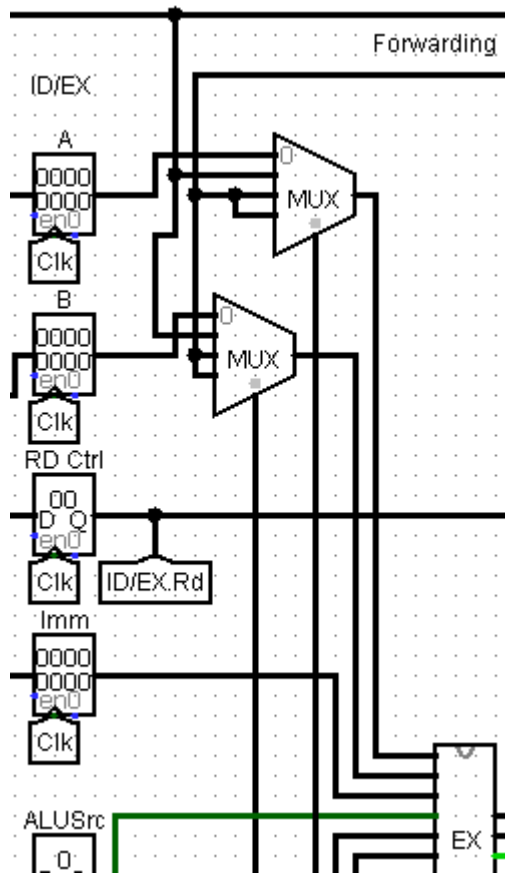 Forwarding
ID/EX
A
0000
0000
en0
Clk
0
MUX
B
0000
0000
en0
Clk
0
MUX
RD Ctrl
00
D Q
en0
Clk
ID/EX.Rd
Imm
0000
0000
en0
Clk
ALUSrc
0
EX